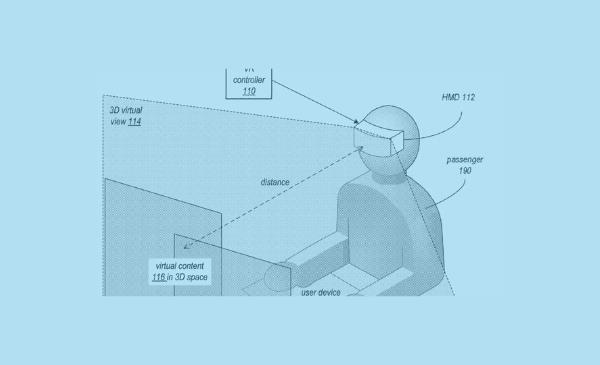 VR
controller
110
HMD 112
3D virtual
view 114
passenger
190
distance
virtual content
116 in 3D space
user device